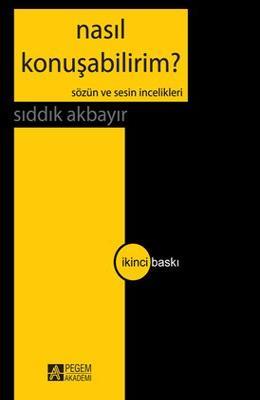 nasıl
konuşabilirim?
sözün ve sesin incelikleri
sıddık akbayır
ikinci baskı
PEGEM
AKADEMİ